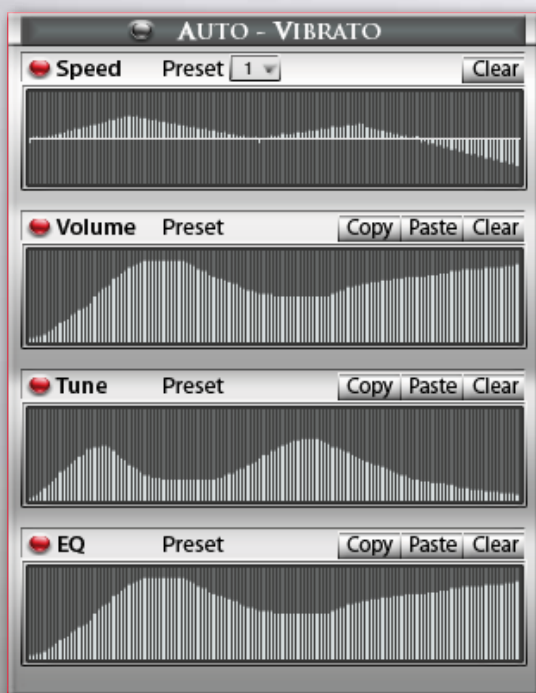 AUTO - VIBRATO
Speed Preset 1 Clear
Volume Preset Copy Paste Clear
Tune Preset Copy Paste Clear
EQ Preset Copy Paste Clear